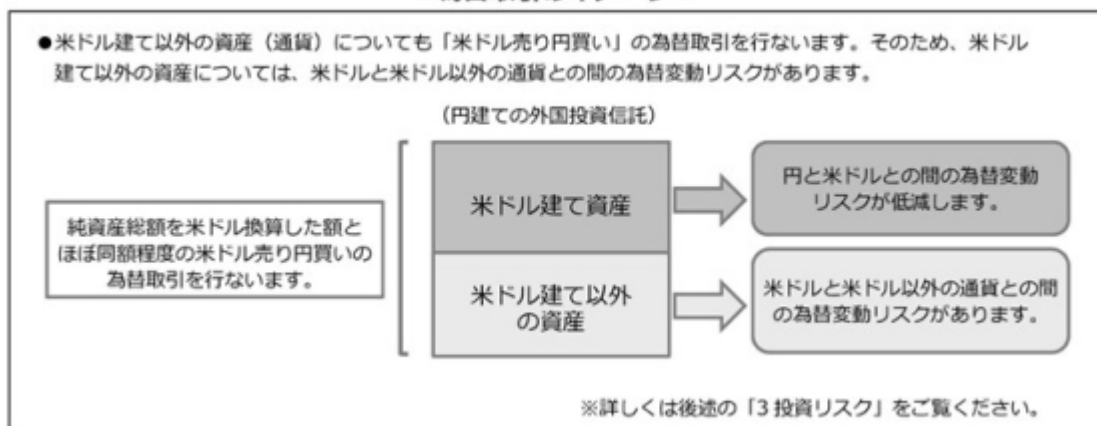 ●米ドル建て以外の資産（通貨）についても「米ドル売り円買い」の為替取引を行ないます。そのため、米ドル
建て以外の資産については、米ドルと米ドル以外の通貨との間の為替変動リスクがあります。
（円建ての外国投資信託）
純資産総額を米ドル換算した額と
ほぼ同額程度の米ドル売り円買いの
為替取引を行ないます。
米ドル建て資産
円と米ドルとの間の為替変動
リスクが低減します。
米ドル建て以外
の資産
米ドルと米ドル以外の通貨との間
の為替変動リスクがあります。
※詳しくは後述の「3 投資リスク」をご覧ください。